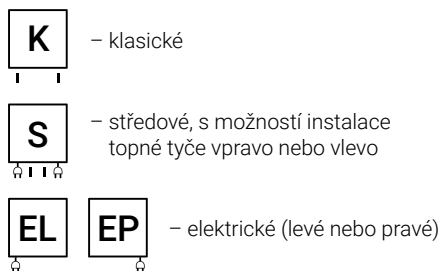 K – klasické
S – středové, s možností instalace
topné tyče vpravo nebo vlevo
EL EP – elektrické (levé nebo pravé)